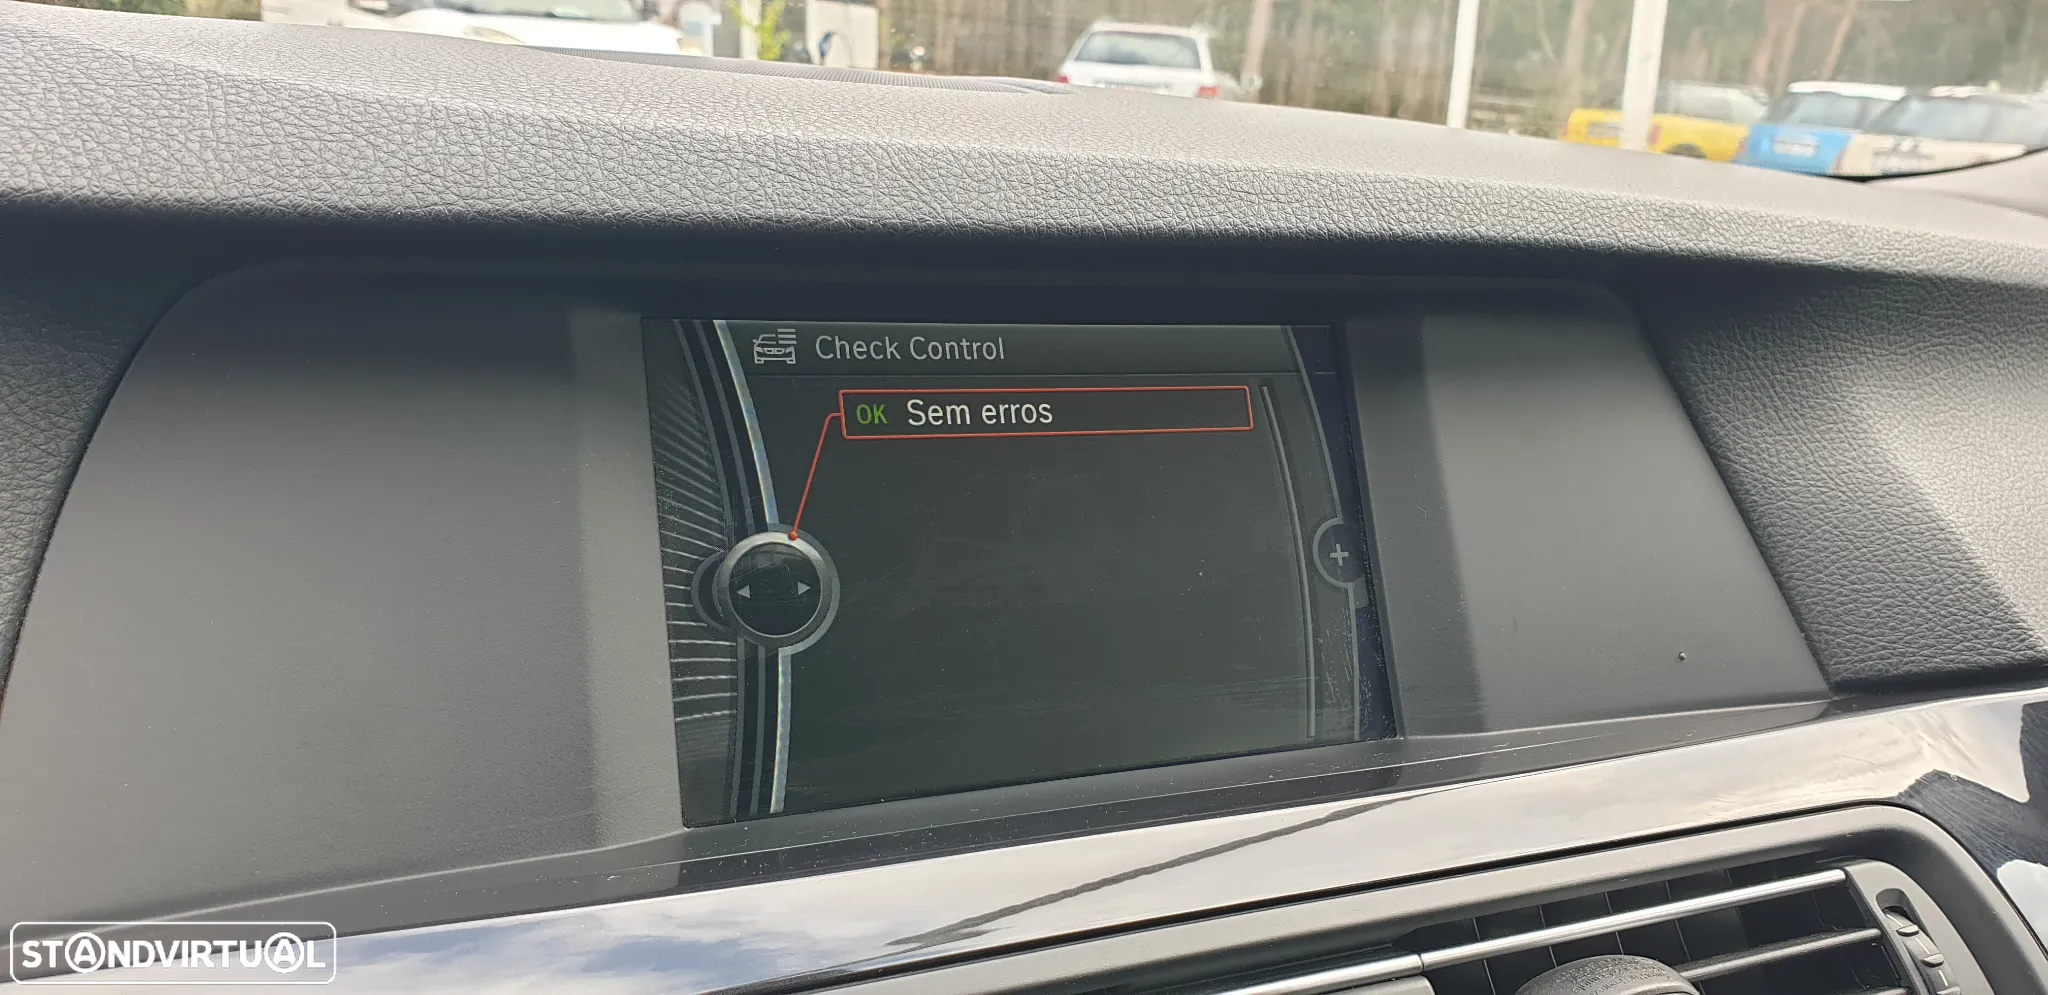 Check Control
OK Sem erros
STANDVIRTUAL